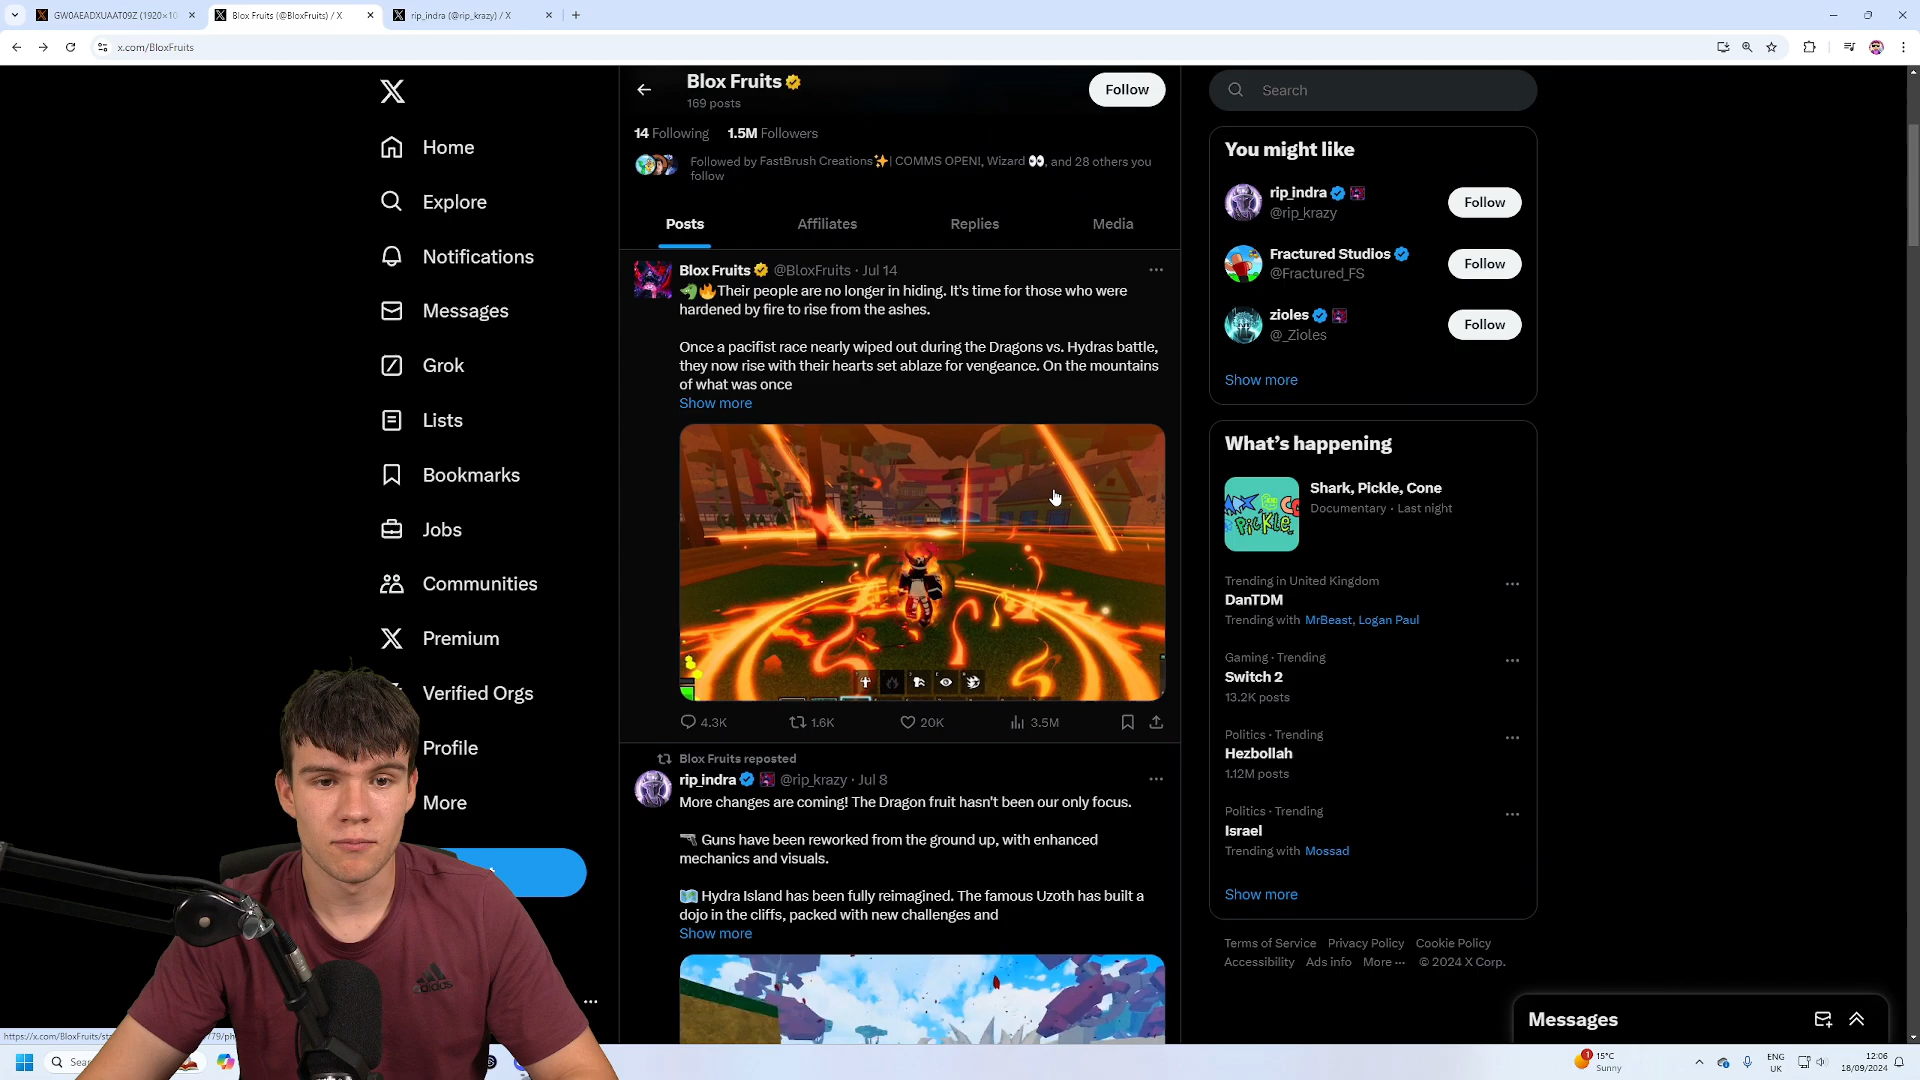 GW0AEADXUAAT09Z (1920×10
Blox Fruits (@BloxFruits) / X
rip_indra (@rip_krazy) / X
x.com/BloxFruits
Home
Explore
Notifications
Messages
Grok
Lists
Bookmarks
Jobs
Communities
Premium
Verified Orgs
Profile
More
Blox Fruits
169 posts
Follow
14 Following 1.5M Followers
Followed by FastBrush Creations✨| COMMS OPEN!, Wizard 👀, and 28 others you
follow
Posts Affiliates Replies Media
Blox Fruits @BloxFruits · Jul 14
🐲🔥Their people are no longer in hiding. It's time for those who were
hardened by fire to rise from the ashes.
Once a pacifist race nearly wiped out during the Dragons vs. Hydras battle,
they now rise with their hearts set ablaze for vengeance. On the mountains
of what was once
Show more
4.3K 1.6K 20K 3.5M
Blox Fruits reposted
rip_indra @rip_krazy · Jul 8
More changes are coming! The Dragon fruit hasn't been our only focus.
🔫 Guns have been reworked from the ground up, with enhanced
mechanics and visuals.
🗺️ Hydra Island has been fully reimagined. The famous Uzoth has built a
dojo in the cliffs, packed with new challenges and
Show more
Search
You might like
rip_indra
@rip_krazy
Follow
Fractured Studios
@Fractured_FS
Follow
zioles
@_Zioles
Follow
Show more
What's happening
PiCKLE
Shark, Pickle, Cone
Documentary · Last night
Trending in United Kingdom
DanTDM
Trending with MrBeast, Logan Paul
Gaming · Trending
Switch 2
13.2K posts
Politics · Trending
Hezbollah
1.12M posts
Politics · Trending
Israel
Trending with Mossad
Show more
Terms of Service Privacy Policy Cookie Policy
Accessibility Ads info More ··· © 2024 X Corp.
Messages
adidas
https://x.com/BloxFruits/st
79/ph
Sea
1
15°C
Sunny
ENG
UK
12:06
18/09/2024